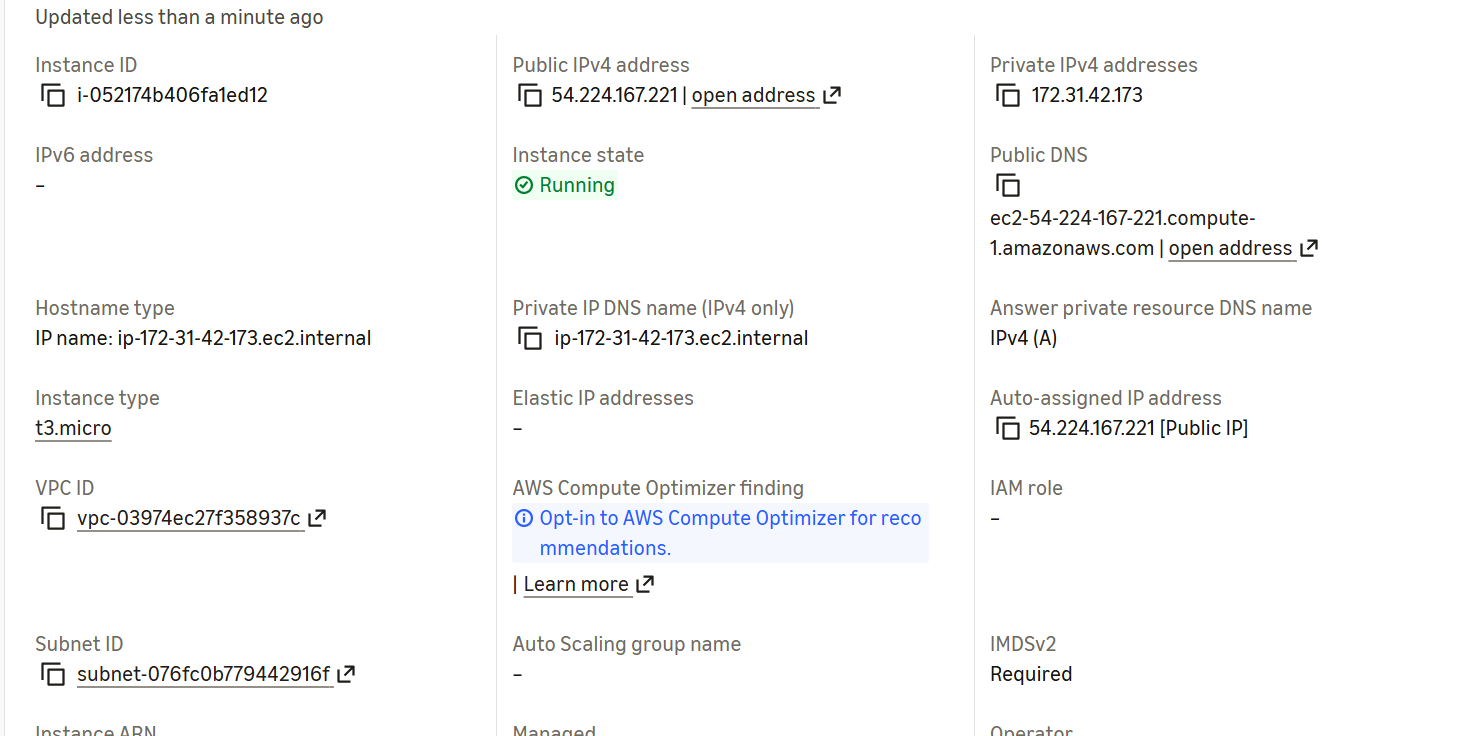 Updated less than a minute ago
Instance ID
i-052174b406fa1ed12
Public IPv4 address
54.224.167.221 | open address
Private IPv4 addresses
172.31.42.173
IPv6 address
–
Instance state
Running
Public DNS
ec2-54-224-167-221.compute-
1.amazonaws.com | open address
Hostname type
IP name: ip-172-31-42-173.ec2.internal
Private IP DNS name (IPv4 only)
ip-172-31-42-173.ec2.internal
Answer private resource DNS name
IPv4 (A)
Instance type
t3.micro
Elastic IP addresses
–
Auto-assigned IP address
54.224.167.221 [Public IP]
VPC ID
vpc-03974ec27f358937c
AWS Compute Optimizer finding
Opt-in to AWS Compute Optimizer for reco
mmendations.
| Learn more
IAM role
–
Subnet ID
subnet-076fc0b779442916f
Auto Scaling group name
–
IMDSv2
Required
Instance ARN
Managed
Operator